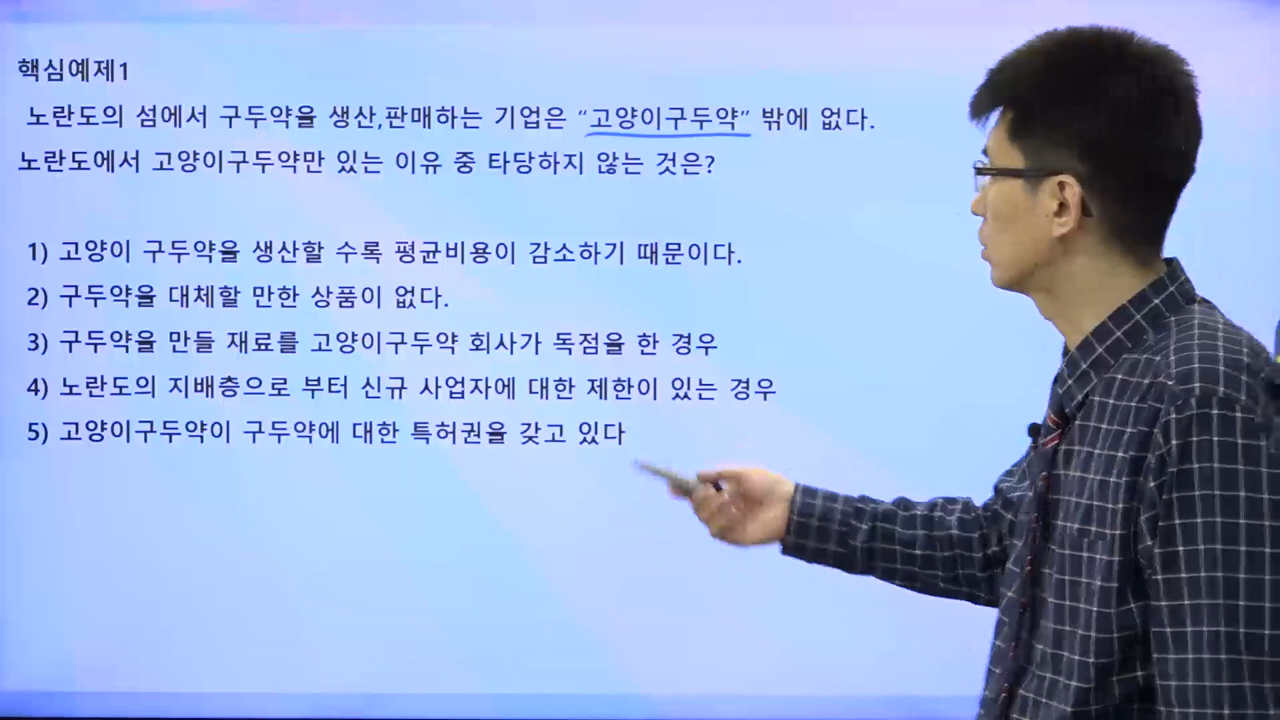 핵심예제1
노란도의 섬에서 구두약을 생산,판매하는 기업은 “고양이구두약” 밖에 없다.
노란도에서 고양이구두약만 있는 이유 중 타당하지 않는 것은?
1) 고양이 구두약을 생산할 수록 평균비용이 감소하기 때문이다.
2) 구두약을 대체할 만한 상품이 없다.
3) 구두약을 만들 재료를 고양이구두약 회사가 독점을 한 경우
4) 노란도의 지배층으로 부터 신규 사업자에 대한 제한이 있는 경우
5) 고양이구두약이 구두약에 대한 특허권을 갖고 있다